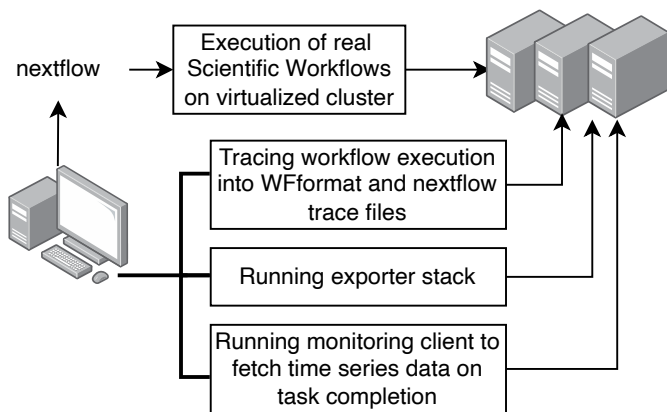 nextflow
Execution of real
Scientific Workflows
on virtualized cluster
Tracing workflow execution
into WFformat and nextflow
trace files
Running exporter stack
Running monitoring client to
fetch time series data on
task completion